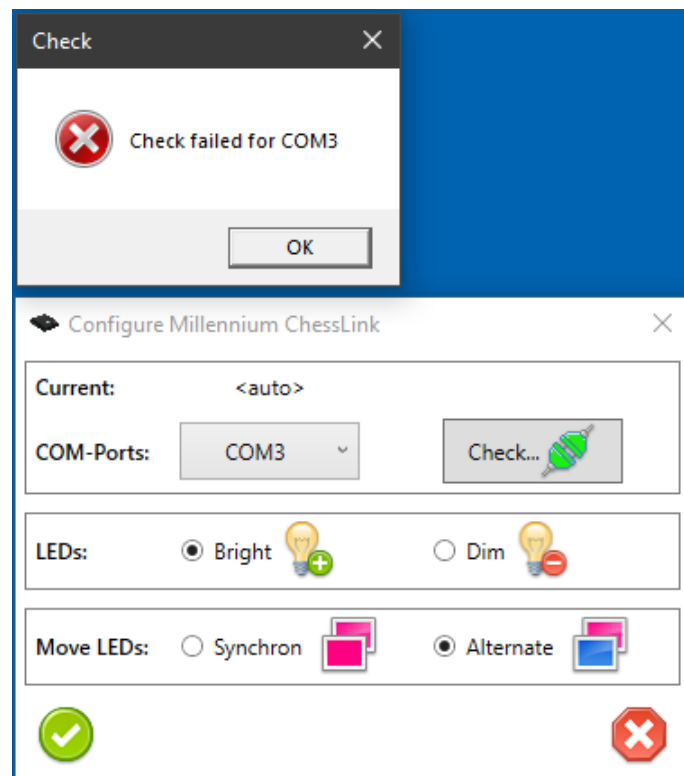 Check
Check failed for COM3
OK
Configure Millennium ChessLink
Current: <auto>
COM-Ports: COM3 Check...
LEDs: Bright Dim
Move LEDs: Synchron Alternate